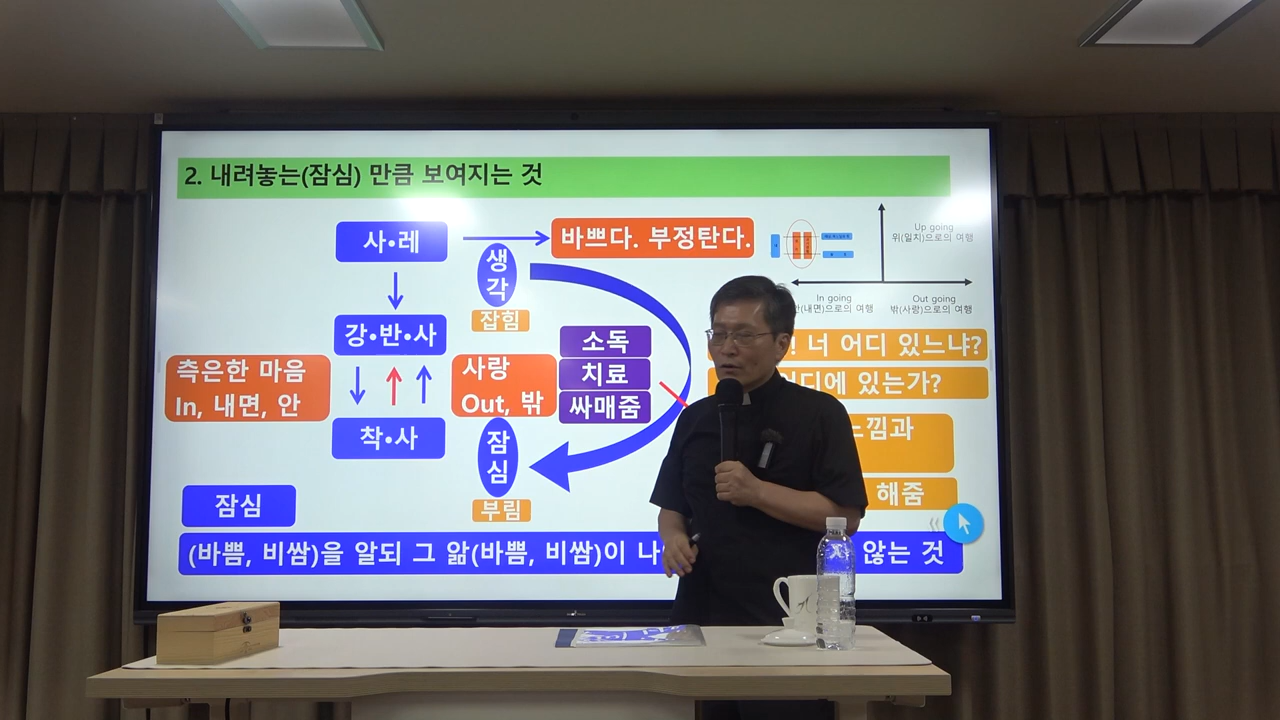 2. 내려놓는(잠심) 만큼 보여지는 것
사•레
바쁘다. 부정탄다.
생각
잡힘
Up going
위(일치)으로의 여행
In going
안(내면)으로의 여행
Out going
밖(사랑)으로의 여행
강•반•사
소독
치료
싸매줌
! 너 어디 있느냐?
어디에 있는가?
측은한 마음
In, 내면, 안
사랑
Out, 밖
느낌과
착•사
잠심
부림
해줌
잠심
(바쁨, 비쌈)을 알되 그 앎(바쁨, 비쌈)이 나
않는 것